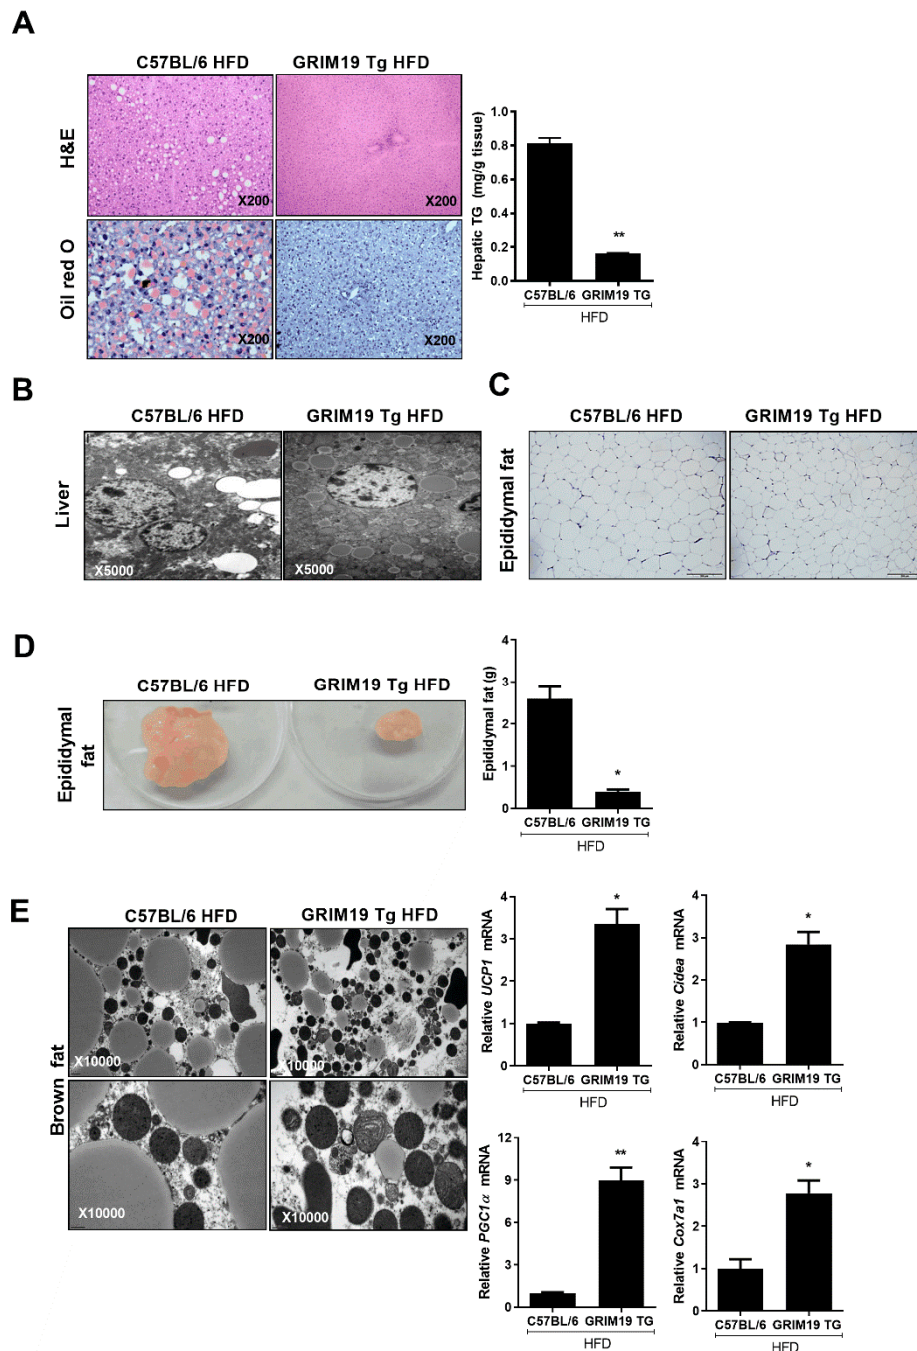 A
C57BL/6 HFD
GRIM19 Tg HFD
H&E
X200
X200
Oil red O
X200
X200
Hepatic TG (mg/g tissue)
1.0
0.8
0.6
0.4
0.2
0.0
**
C57BL/6
GRIM19 TG
HFD
B
C57BL/6 HFD
GRIM19 Tg HFD
Liver
X5000
X5000
C
C57BL/6 HFD
GRIM19 Tg HFD
Epididymal fat
D
C57BL/6 HFD
GRIM19 Tg HFD
Epididymal
fat
Epididymal fat (g)
4
3
2
1
0
*
C57BL/6
GRIM19 TG
HFD
E
C57BL/6 HFD
GRIM19 Tg HFD
Brown fat
X10000
X10000
X10000
X10000
Relative UCP1 mRNA
4
3
2
1
0
*
C57BL/6
GRIM19 TG
HFD
Relative Cidea mRNA
4
3
2
1
0
*
C57BL/6
GRIM19 TG
HFD
Relative PGC1α mRNA
12
9
6
3
0
**
C57BL/6
GRIM19 TG
HFD
Relative Cox7a1 mRNA
4
3
2
1
0
*
C57BL/6
GRIM19 TG
HFD